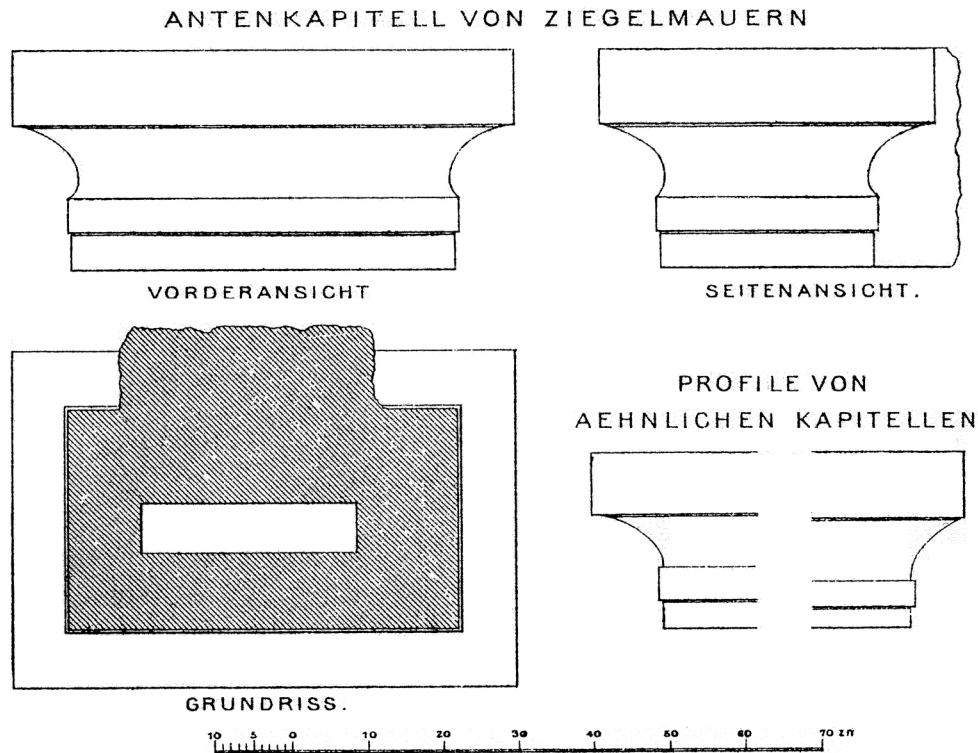 ANTENKAPITELL VON ZIEGELMAUERN
VORDERANSICHT
SEITENANSICHT.
PROFILE VON
AEHNLICHEN KAPITELLEN
GRUNDRISS.
10 5 0 10 20 30 40 50 60 70